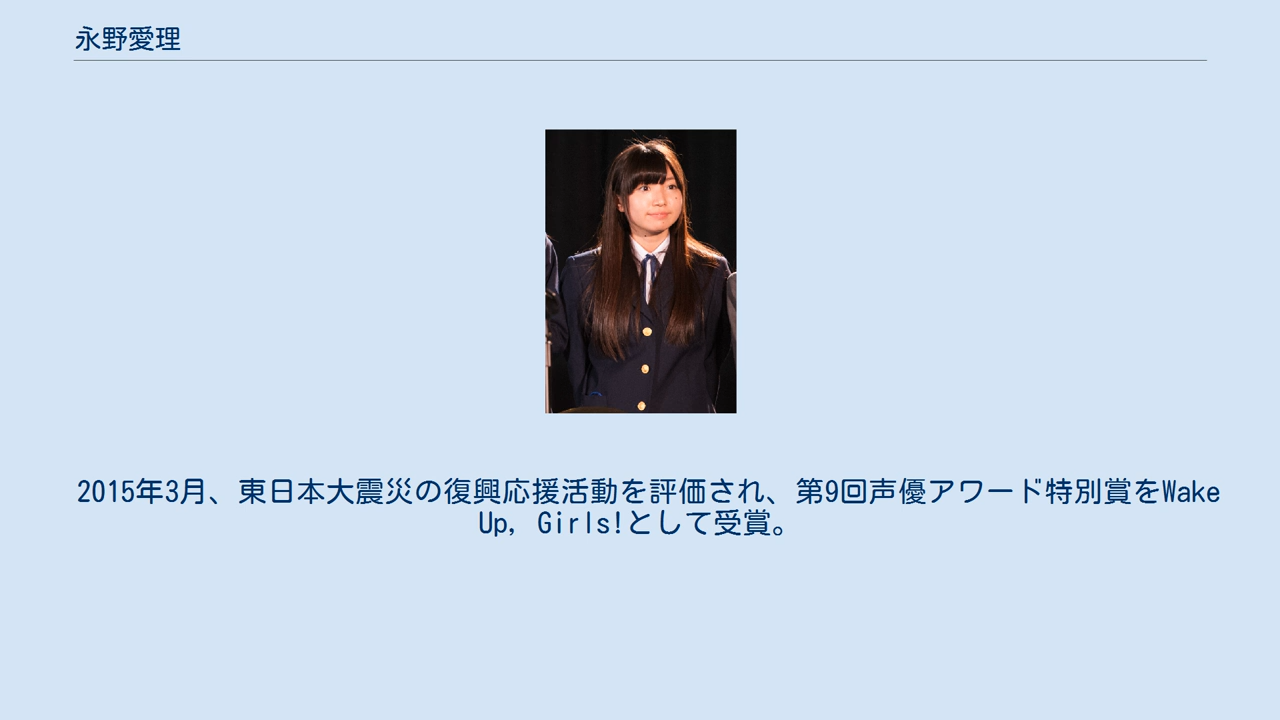 永野愛理
2015年3月、東日本大震災の復興応援活動を評価され、第9回声優アワード特別賞をWake
Up, Girls!として受賞。